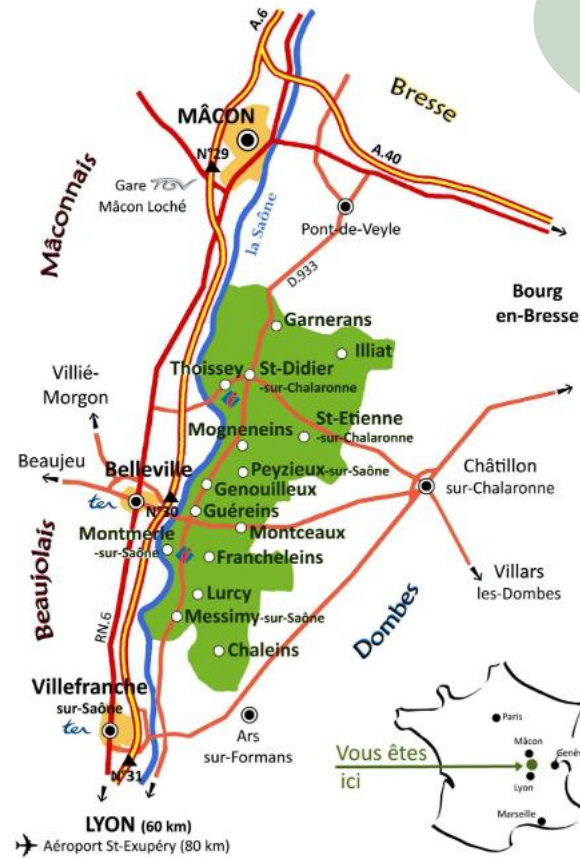 A.6
Bresse
MÂCON
N°29
A.40
Gare TGV
Mâcon Loché
Mâconnais
la Saône
Pont-de-Veyle
D.933
Bourg
en-Bresse
Garnerans
Illiat
Thoissey
St-Didier
-sur-Chalaronne
Villié-
Morgon
St-Etienne
-sur-Chalaronne
Mogneneins
Beaujeu
Belleville
Peyzieux-sur-Saône
Châtillon
sur-Chalaronne
Genouilleux
ter
N°30
Guéreins
Montceaux
Montmerle
-sur-Saône
Francheleins
Beaujolais
Villars
les-Dombes
Lurcy
Dombes
RN.6
Messimy-sur-Saône
Chaleins
Villefranche
sur-Saône
ter
Ars
sur-Formans
N°31
Paris
Mâcon
Genève
Vous êtes
ici
Lyon
Marseille
LYON (60 km)
Aéroport St-Exupéry (80 km)